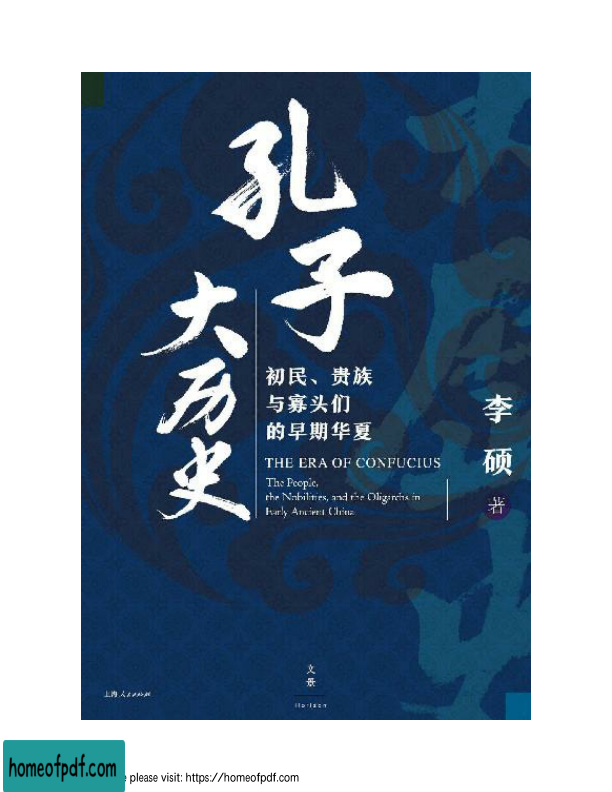 孔子
大历史
初民、贵族
与寡头们
的早期华夏
THE ERA OF CONFUCIUS
The People,
the Nobilities, and the Oligarchs in
Early Ancient China
李硕
著
文景
Horizon
上海人民出版社
homeofpdf.com
please visit: https://homeofpdf.com